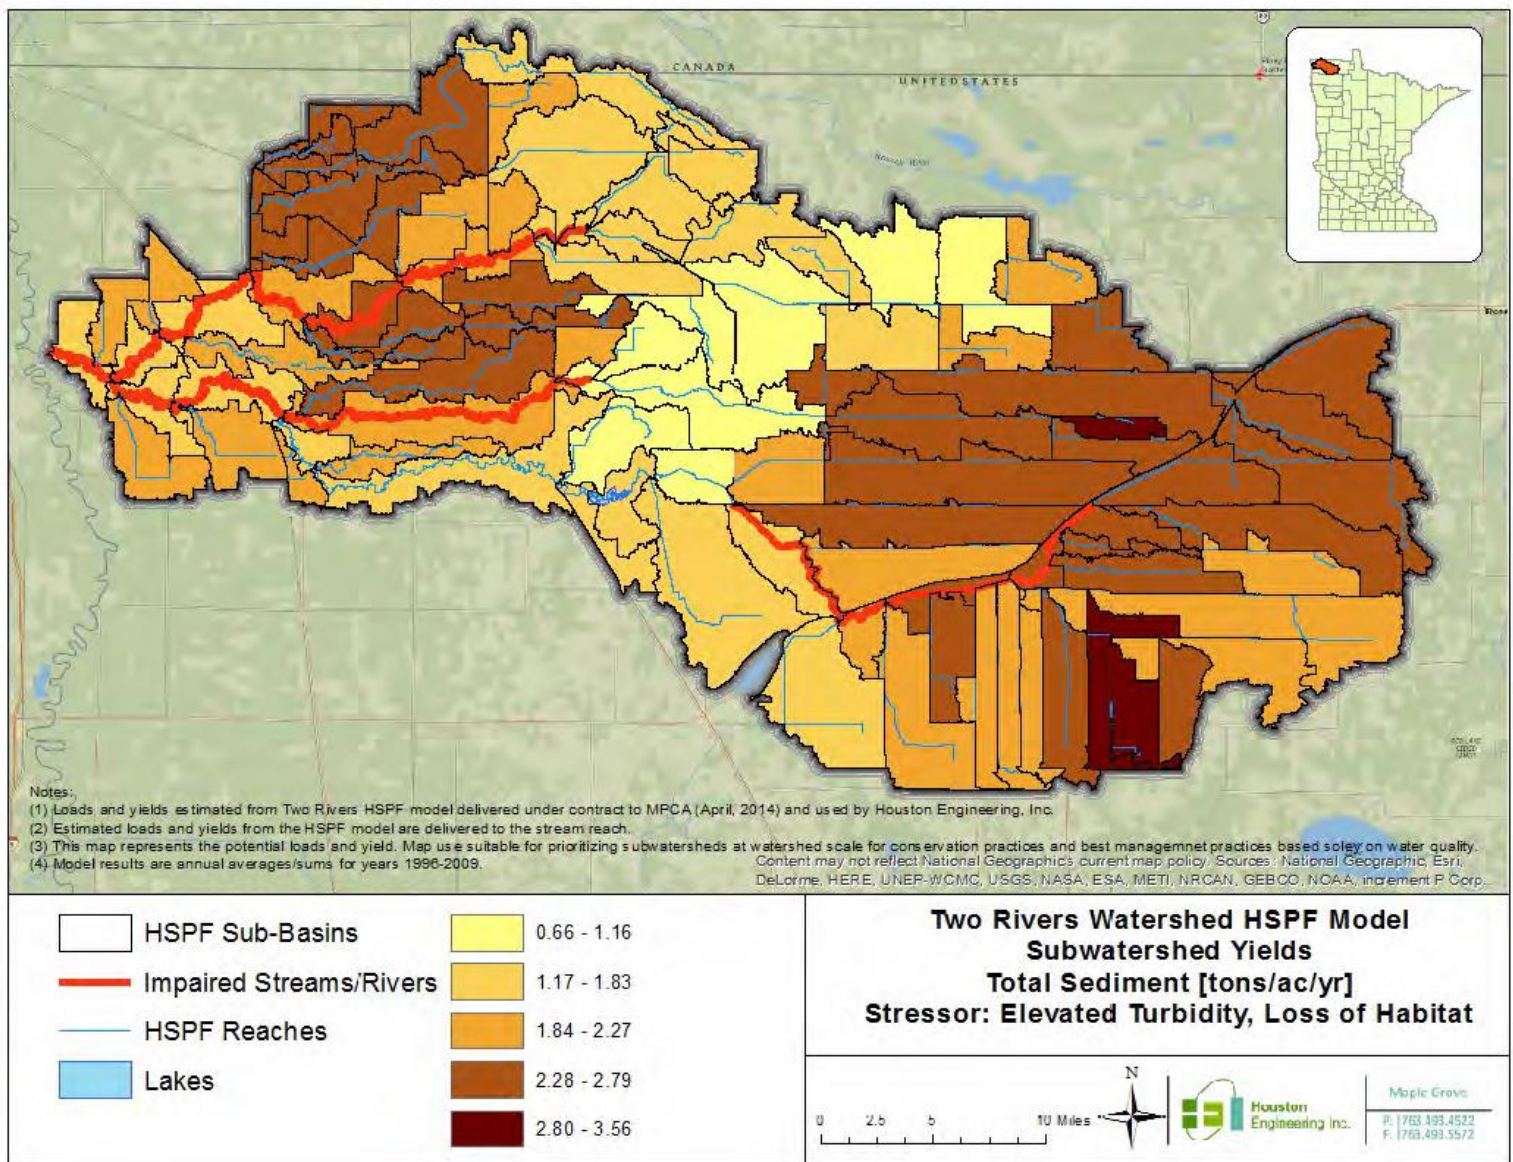 CANADA
UNITED STATES
Notes:
(1) Loads and yields estimated from Two Rivers HSPF model delivered under contract to MPCA (April, 2014) and used by Houston Engineering, Inc.
(2) Estimated loads and yields from the HSPF model are delivered to the stream reach.
(3) This map represents the potential loads and yield. Map use suitable for prioritizing subwatersheds at watershed scale for conservation practices and best managemnet practices based soley on water quality.
(4) Model results are annual averages/sums for years 1996-2009.
Content may not reflect National Geographic's current map policy. Sources: National Geographic, Esri,
DeLorme, HERE, UNEP-WCMC, USGS, NASA, ESA, METI, NRCAN, GEBCO, NOAA, increment P Corp.
HSPF Sub-Basins
Impaired Streams/Rivers
HSPF Reaches
Lakes
0.66 - 1.16
1.17 - 1.83
1.84 - 2.27
2.28 - 2.79
2.80 - 3.56
Two Rivers Watershed HSPF Model
Subwatershed Yields
Total Sediment [tons/ac/yr]
Stressor: Elevated Turbidity, Loss of Habitat
0 2.5 5 10 Miles
N
Houston
Engineering Inc.
Maple Grove
P: 763.493.4522
F: 763.493.5572